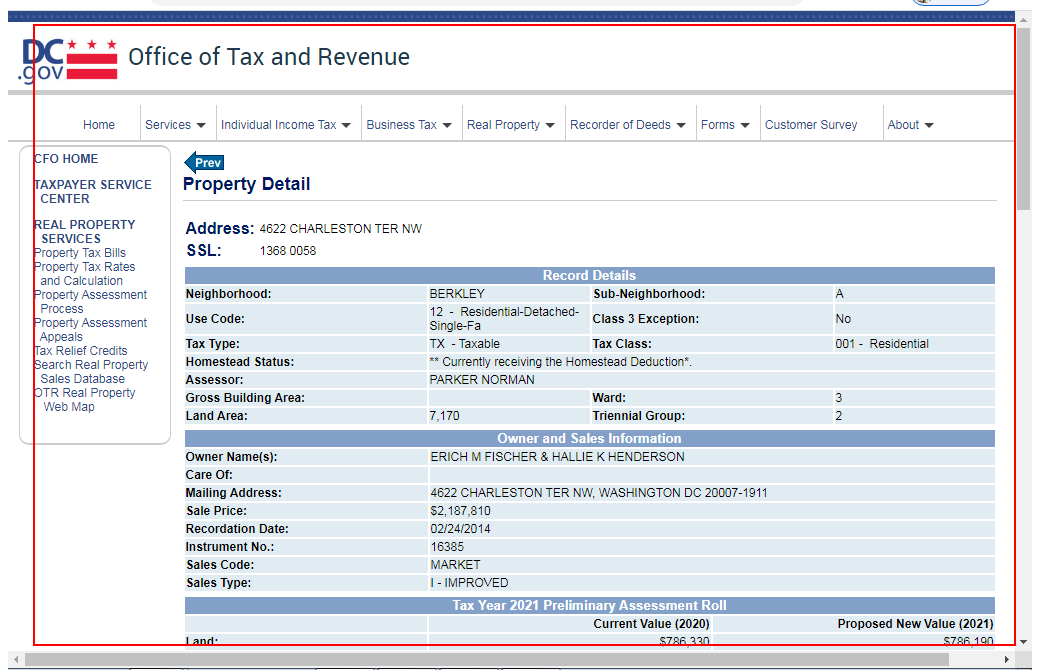 DC
.gov
Office of Tax and Revenue
Home Services Individual Income Tax Business Tax Real Property Recorder of Deeds Forms Customer Survey About
CFO HOME
TAXPAYER SERVICE
CENTER
REAL PROPERTY
SERVICES
Property Tax Bills
Property Tax Rates
and Calculation
Property Assessment
Process
Property Assessment
Appeals
Tax Relief Credits
Search Real Property
Sales Database
OTR Real Property
Web Map
Prev
Property Detail
Address: 4622 CHARLESTON TER NW
SSL: 1368 0058
Record Details
Neighborhood: BERKLEY Sub-Neighborhood: A
Use Code: 12 - Residential-Detached-
Single-Fa Class 3 Exception: No
Tax Type: TX - Taxable Tax Class: 001 - Residential
Homestead Status: ** Currently receiving the Homestead Deduction*.
Assessor: PARKER NORMAN
Gross Building Area: Ward: 3
Land Area: 7,170 Triennial Group: 2
Owner and Sales Information
Owner Name(s): ERICH M FISCHER & HALLIE K HENDERSON
Care Of:
Mailing Address: 4622 CHARLESTON TER NW, WASHINGTON DC 20007-1911
Sale Price: $2,187,810
Recordation Date: 02/24/2014
Instrument No.: 16385
Sales Code: MARKET
Sales Type: I - IMPROVED
Tax Year 2021 Preliminary Assessment Roll
Current Value (2020) Proposed New Value (2021)
Land: $786,330 $786,190